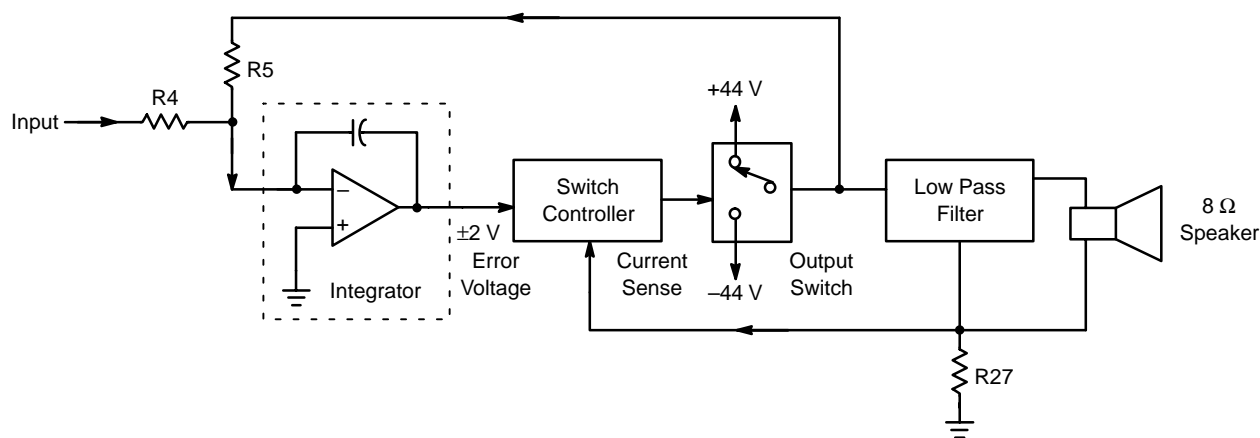 R5
R4
Input
+44 V
−
+
Switch
Controller
Low Pass
Filter
8 Ω
Speaker
±2 V
Error
Voltage
Current
Sense
–44 V
Output
Switch
Integrator
R27